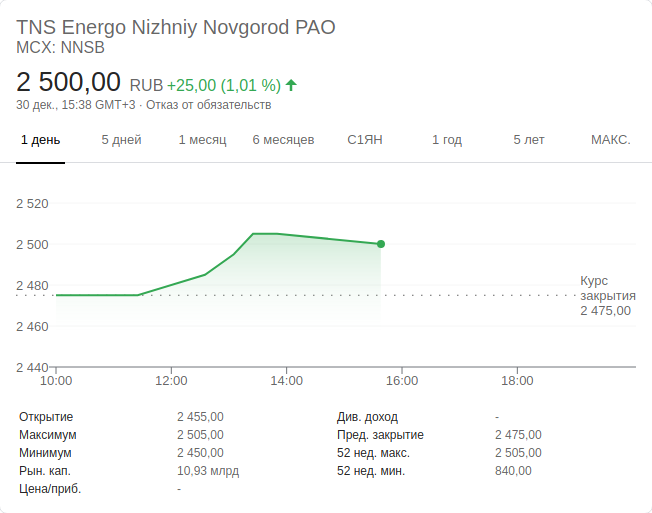 TNS Energo Nizhniy Novgorod PAO
MCX: NNSB
2 500,00 RUB +25,00 (1,01 %)
30 дек., 15:38 GMT+3 · Отказ от обязательств
1 день 5 дней 1 месяц 6 месяцев С1ЯН 1 год 5 лет МАКС.
2 520
2 500
2 480
2 460
2 440
Курс
закрытия
2 475,00
10:00 12:00 14:00 16:00 18:00
Открытие 2 455,00
Максимум 2 505,00
Минимум 2 450,00
Рын. кап. 10,93 млрд
Цена/приб. -
Див. доход -
Пред. закрытие 2 475,00
52 нед. макс. 2 505,00
52 нед. мин. 840,00